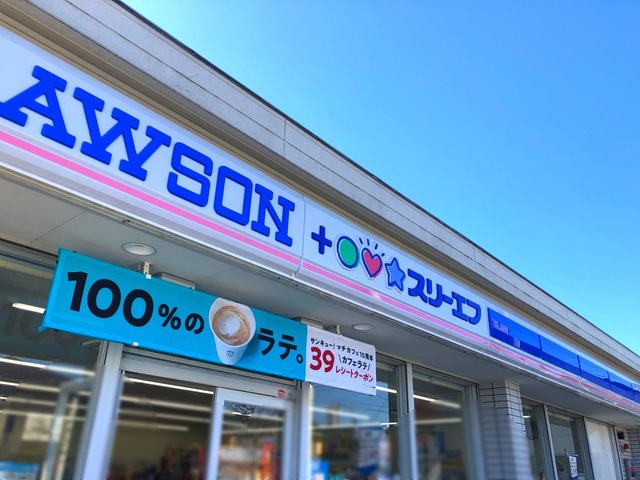 AWSON + スリーエフ
100%の ラテ。
サンキュー！マチカフェ10周年
\カフェラテ/
39 レシートクーポン